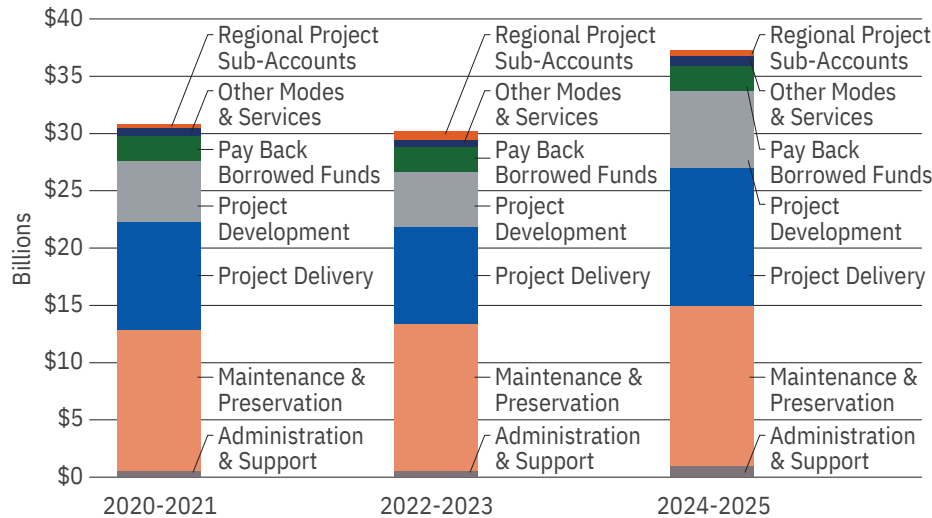 $40
$35
$30
$25
$20
$15
$10
$5
$0
Billions
Regional Project
Sub-Accounts
Other Modes
& Services
Pay Back
Borrowed Funds
Project
Development
Project Delivery
Maintenance &
Preservation
Administration
& Support
Regional Project
Sub-Accounts
Other Modes
& Services
Pay Back
Borrowed Funds
Project
Development
Project Delivery
Maintenance &
Preservation
Administration
& Support
Regional Project
Sub-Accounts
Other Modes
& Services
Pay Back
Borrowed Funds
Project
Development
Project Delivery
Maintenance &
Preservation
Administration
& Support
2020-2021
2022-2023
2024-2025